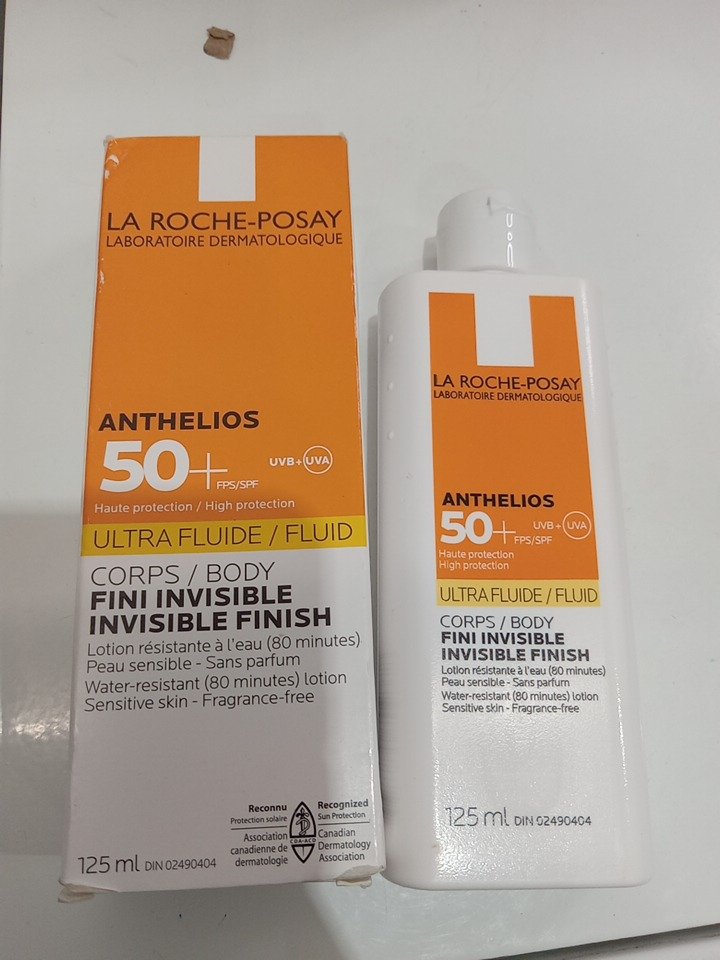 LA ROCHE-POSAY
LABORATOIRE DERMATOLOGIQUE
ANTHELIOS
50+
FPS/SPF
UVB+UVA
Haute protection / High protection
ULTRA FLUIDE / FLUID
CORPS / BODY
FINI INVISIBLE
INVISIBLE FINISH
Lotion résistante à l'eau (80 minutes)
Peau sensible - Sans parfum
Water-resistant (80 minutes) lotion
Sensitive skin - Fragrance-free
Reconnu
Protection solaire
Association
canadienne de
dermatologie
CDA-ACD
Recognized
Sun Protection
Canadian
Dermatology
Association
125 ml DIN 02490404
LA ROCHE-POSAY
LABORATOIRE DERMATOLOGIQUE
ANTHELIOS
50+
FPS/SPF
UVB+UVA
Haute protection
High protection
ULTRA FLUIDE / FLUID
CORPS / BODY
FINI INVISIBLE
INVISIBLE FINISH
Lotion résistante à l'eau (80 minutes)
Peau sensible - Sans parfum
Water-resistant (80 minutes) lotion
Sensitive skin - Fragrance-free
125 ml DIN 02490404